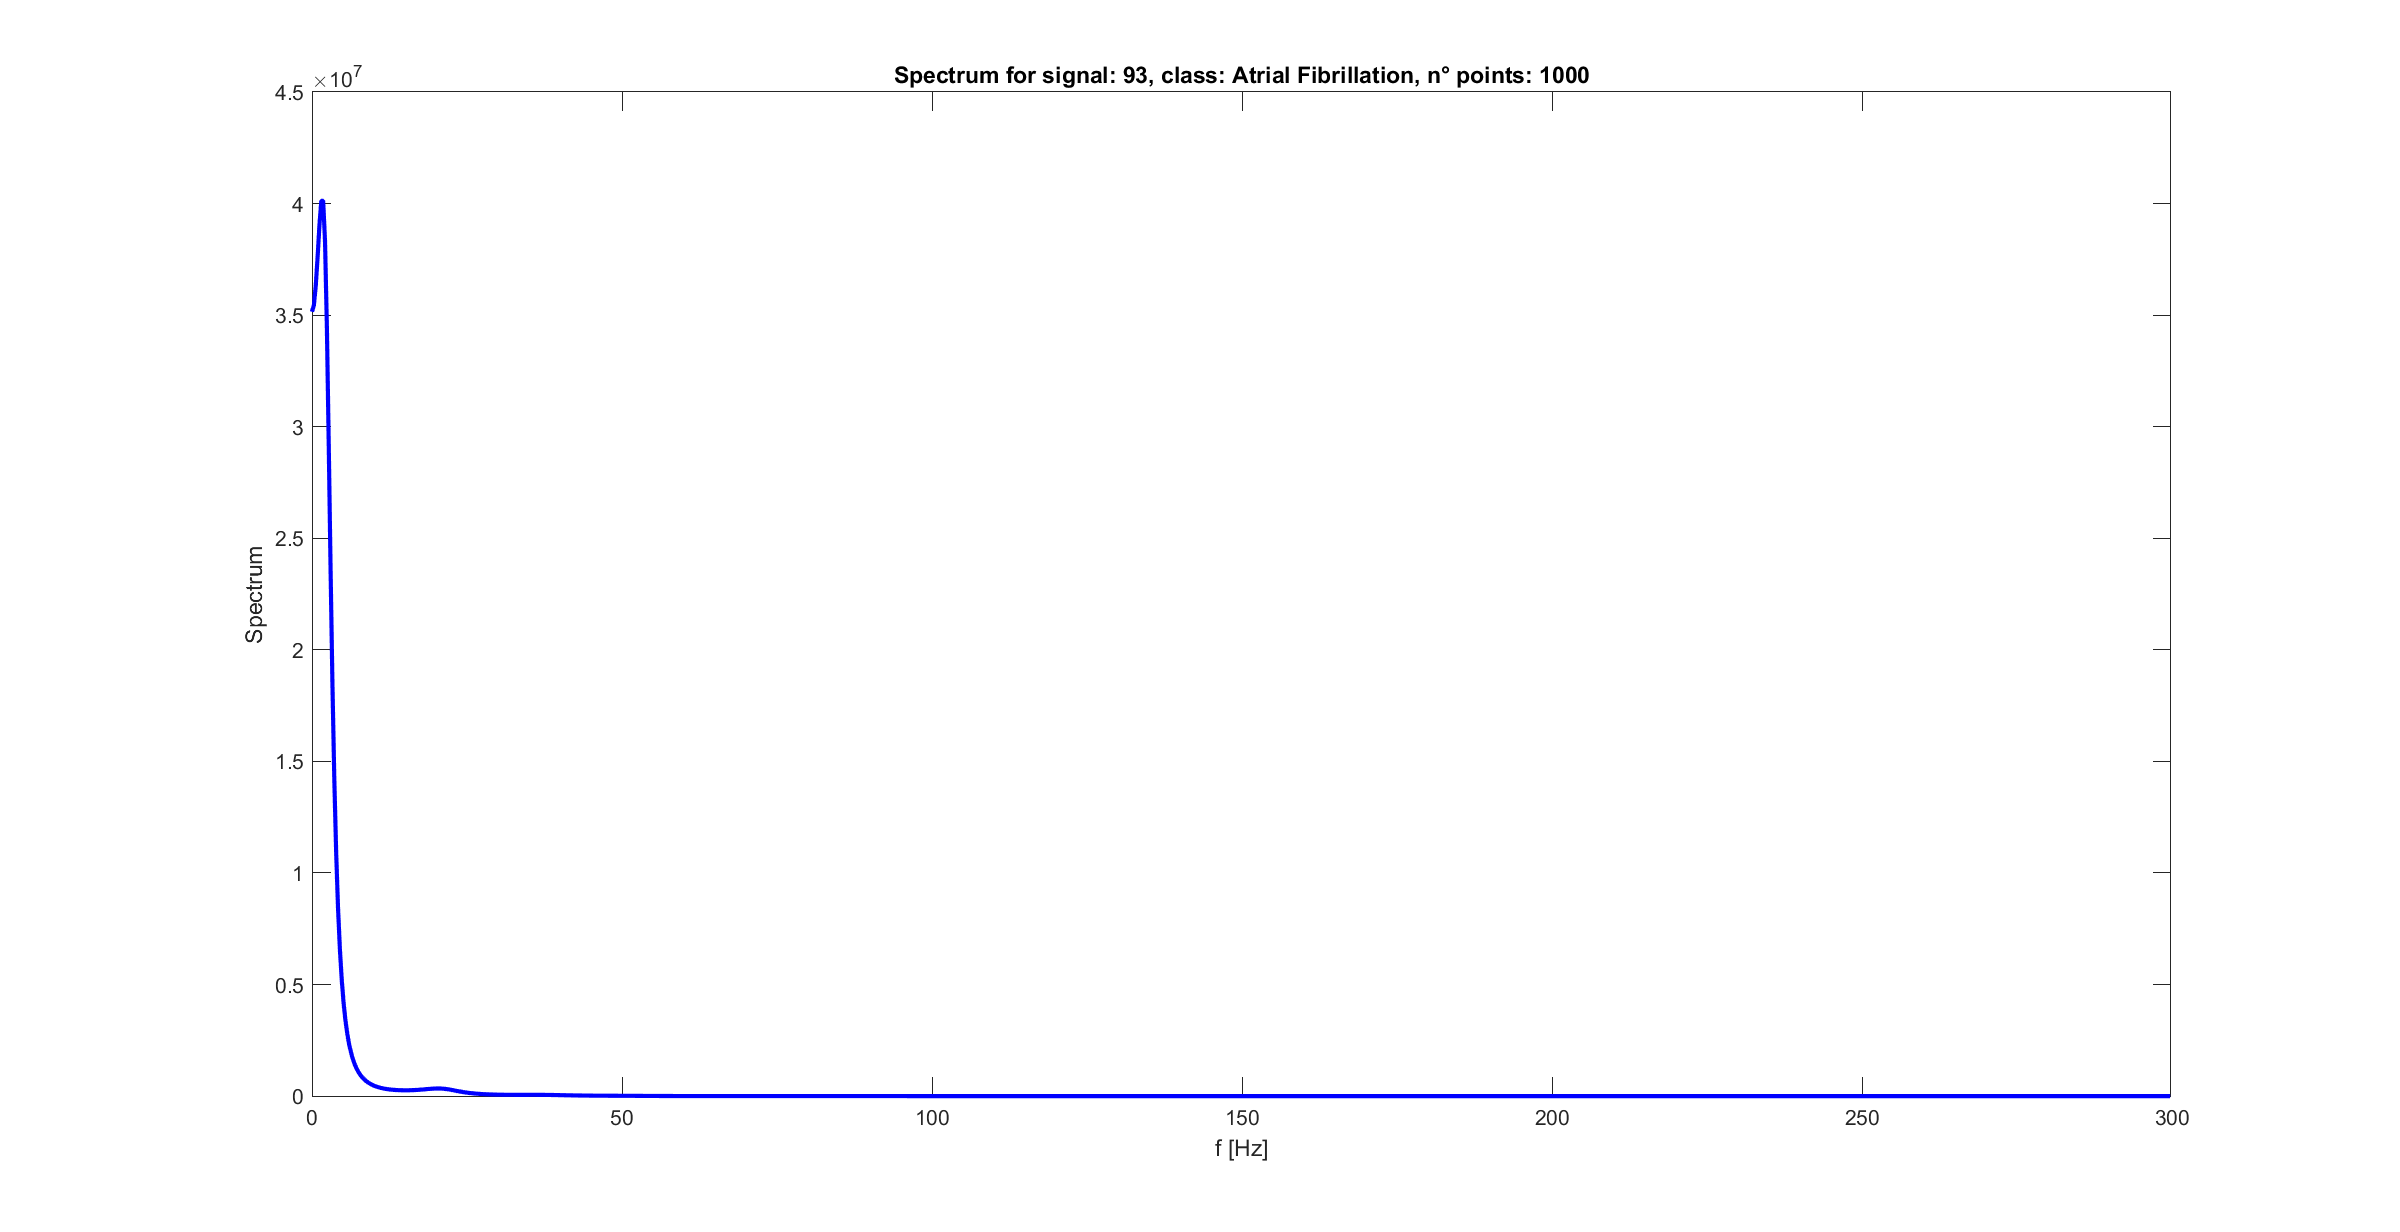 Spectrum for signal: 93, class: Atrial Fibrillation, n° points: 1000
×10^7
4.5
4
3.5
3
2.5
2
1.5
1
0.5
0
Spectrum
0 50 100 150 200 250 300
f [Hz]